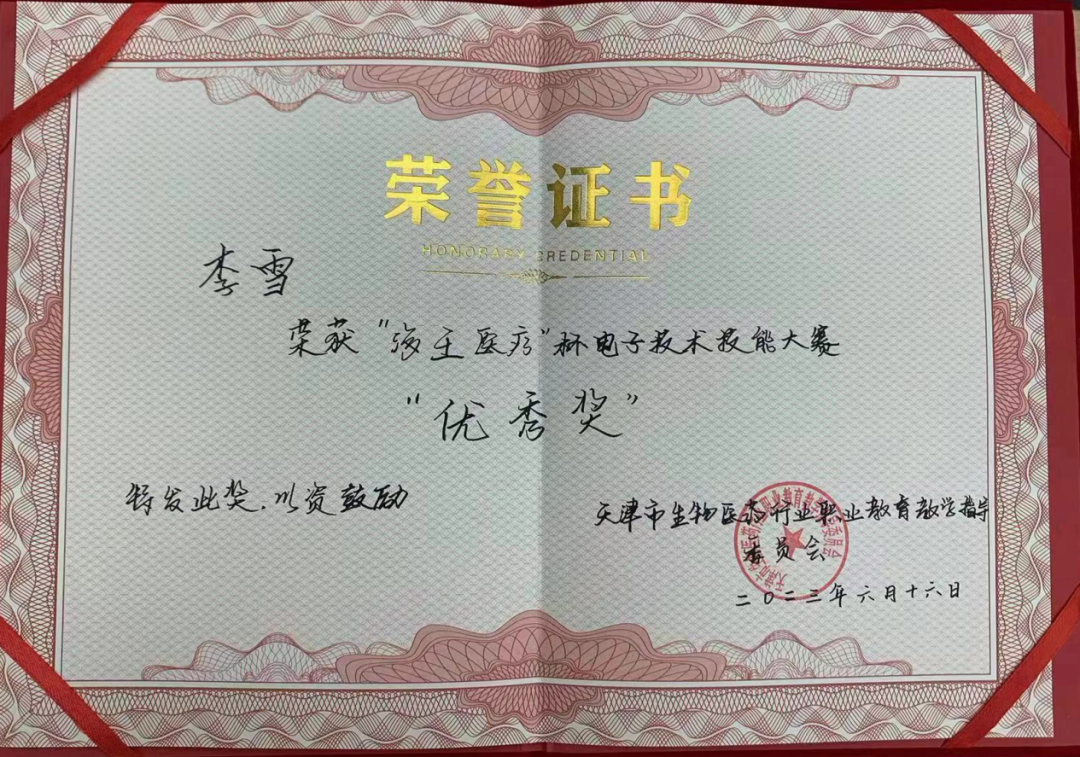 荣誉证书
HONORARY CREDENTIAL
李雪
荣获“强王医疗”杯电子技术技能大赛
“优秀奖”
特发此奖.以资鼓励
天津市生物医药行业职业教育教学指导
委员会
二〇二三年六月十六日